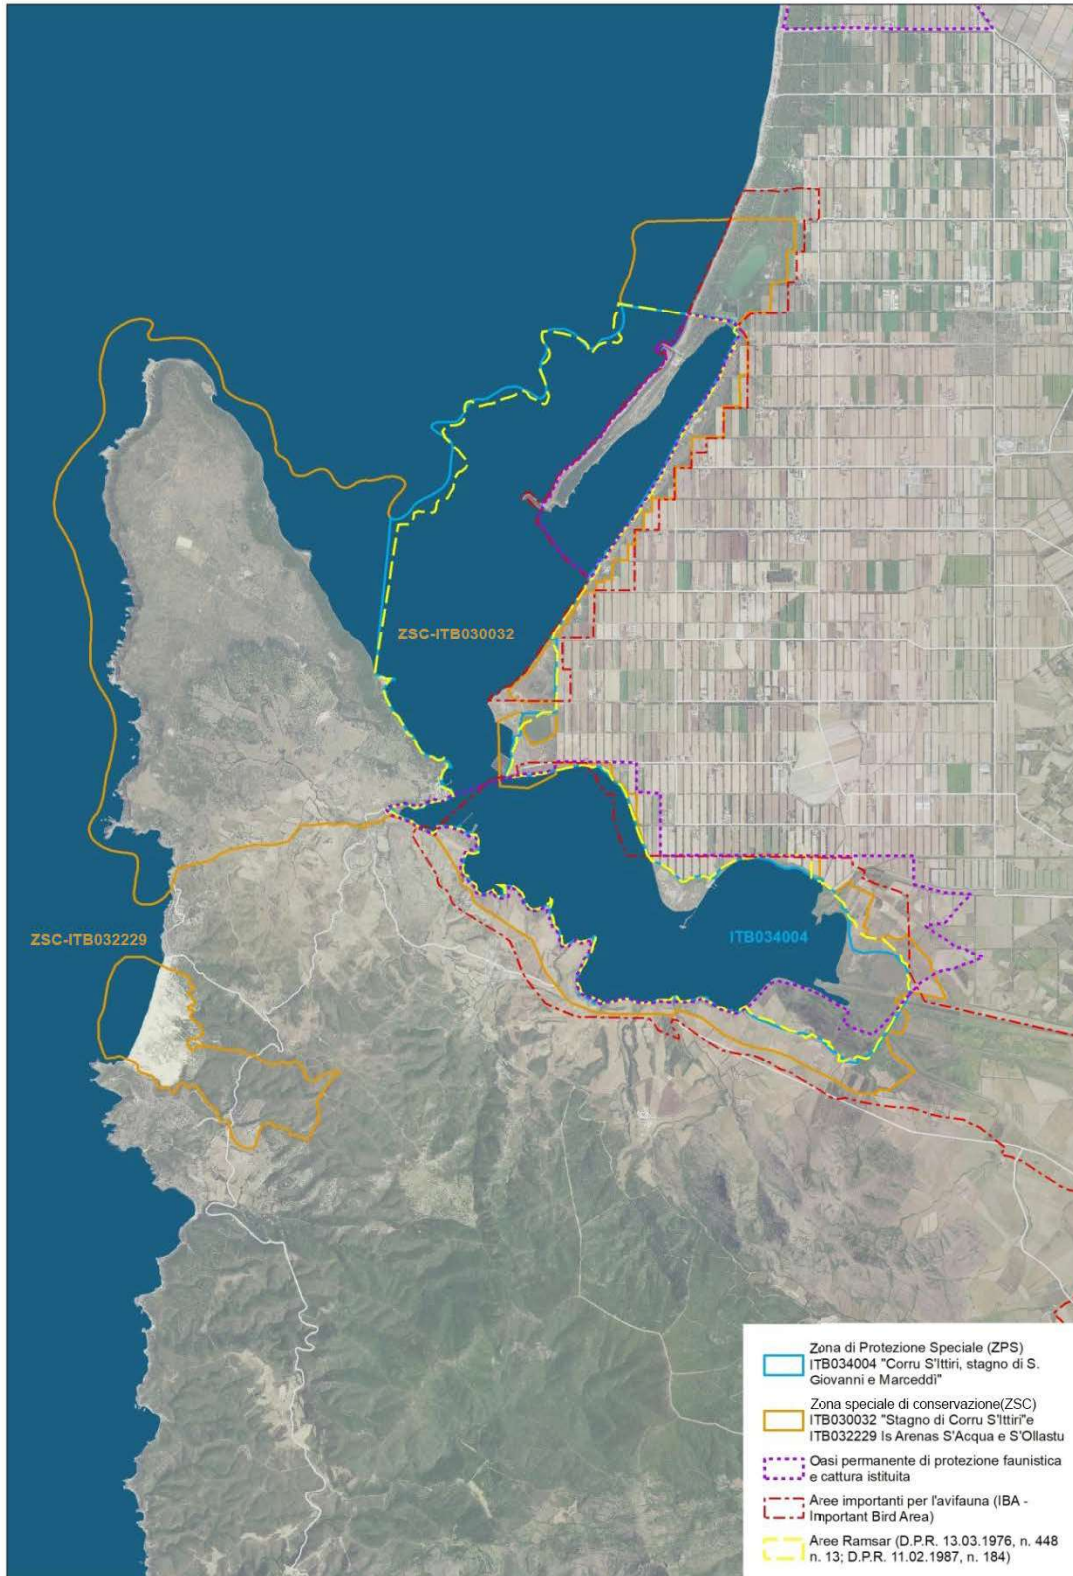 ZSC-ITB030032
ZSC-ITB032229
ITB034004
Zona di Protezione Speciale (ZPS)
ITB034004 "Corru S'Ittiri, stagno di S.
Giovanni e Marceddì"
Zona speciale di conservazione(ZSC)
ITB030032 "Stagno di Corru S'Ittiri"e
ITB032229 Is Arenas S'Acqua e S'Ollastu
Oasi permanente di protezione faunistica
e cattura istituita
Aree importanti per l'avifauna (IBA -
Important Bird Area)
Aree Ramsar (D.P.R. 13.03.1976, n. 448
n. 13; D.P.R. 11.02.1987, n. 184)